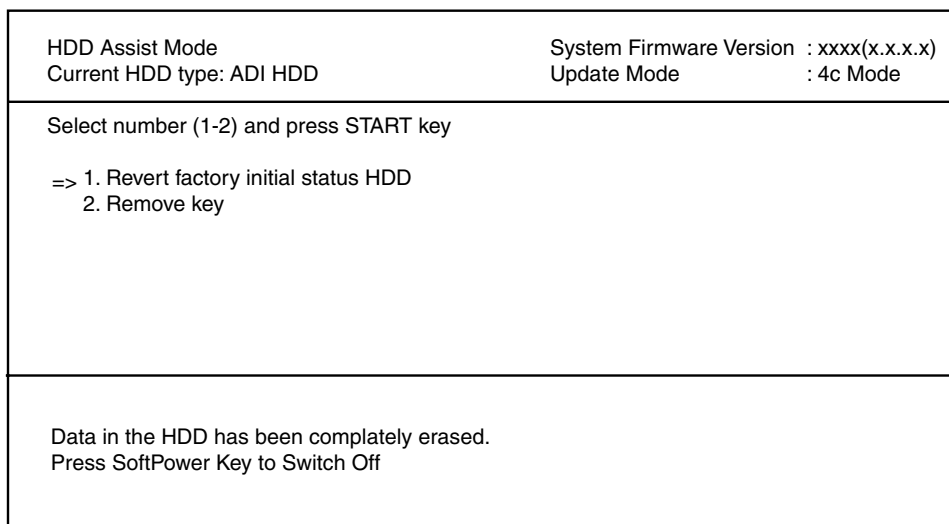 HDD Assist Mode System Firmware Version : xxxx(x.x.x.x)
Current HDD type: ADI HDD Update Mode : 4c Mode
Select number (1-2) and press START key
=> 1. Revert factory initial status HDD
2. Remove key
Data in the HDD has been complately erased.
Press SoftPower Key to Switch Off